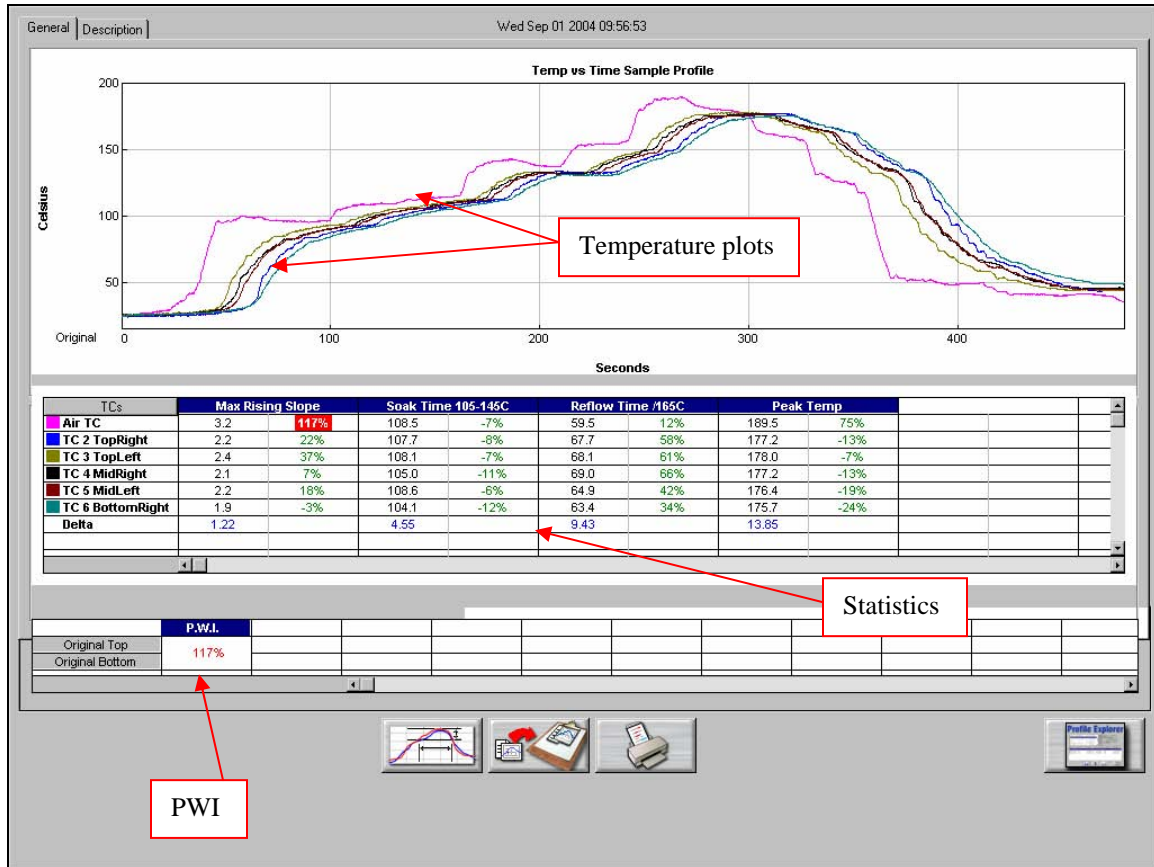 General Description Wed Sep 01 2004 09:56:53
Temp vs Time Sample Profile
200
150
Celsius
100
Temperature plots
50
Original 0 100 200 300 400
Seconds
TCs Max Rising Slope Soak Time 105-145C Reflow Time /165C Peak Temp
Air TC 3.2 117% 108.5 -7% 59.5 12% 189.5 75%
TC 2 TopRight 2.2 22% 107.7 -8% 67.7 58% 177.2 -13%
TC 3 TopLeft 2.4 37% 108.1 -7% 68.1 61% 178.0 -7%
TC 4 MidRight 2.1 7% 105.0 -11% 69.0 66% 177.2 -13%
TC 5 MidLeft 2.2 18% 108.6 -6% 64.9 42% 176.4 -19%
TC 6 BottomRight 1.9 -3% 104.1 -12% 63.4 34% 175.7 -24%
Delta 1.22 4.55 9.43 13.85
Statistics
P.W.I.
Original Top
117%
Original Bottom
Profile Explorer
PWI